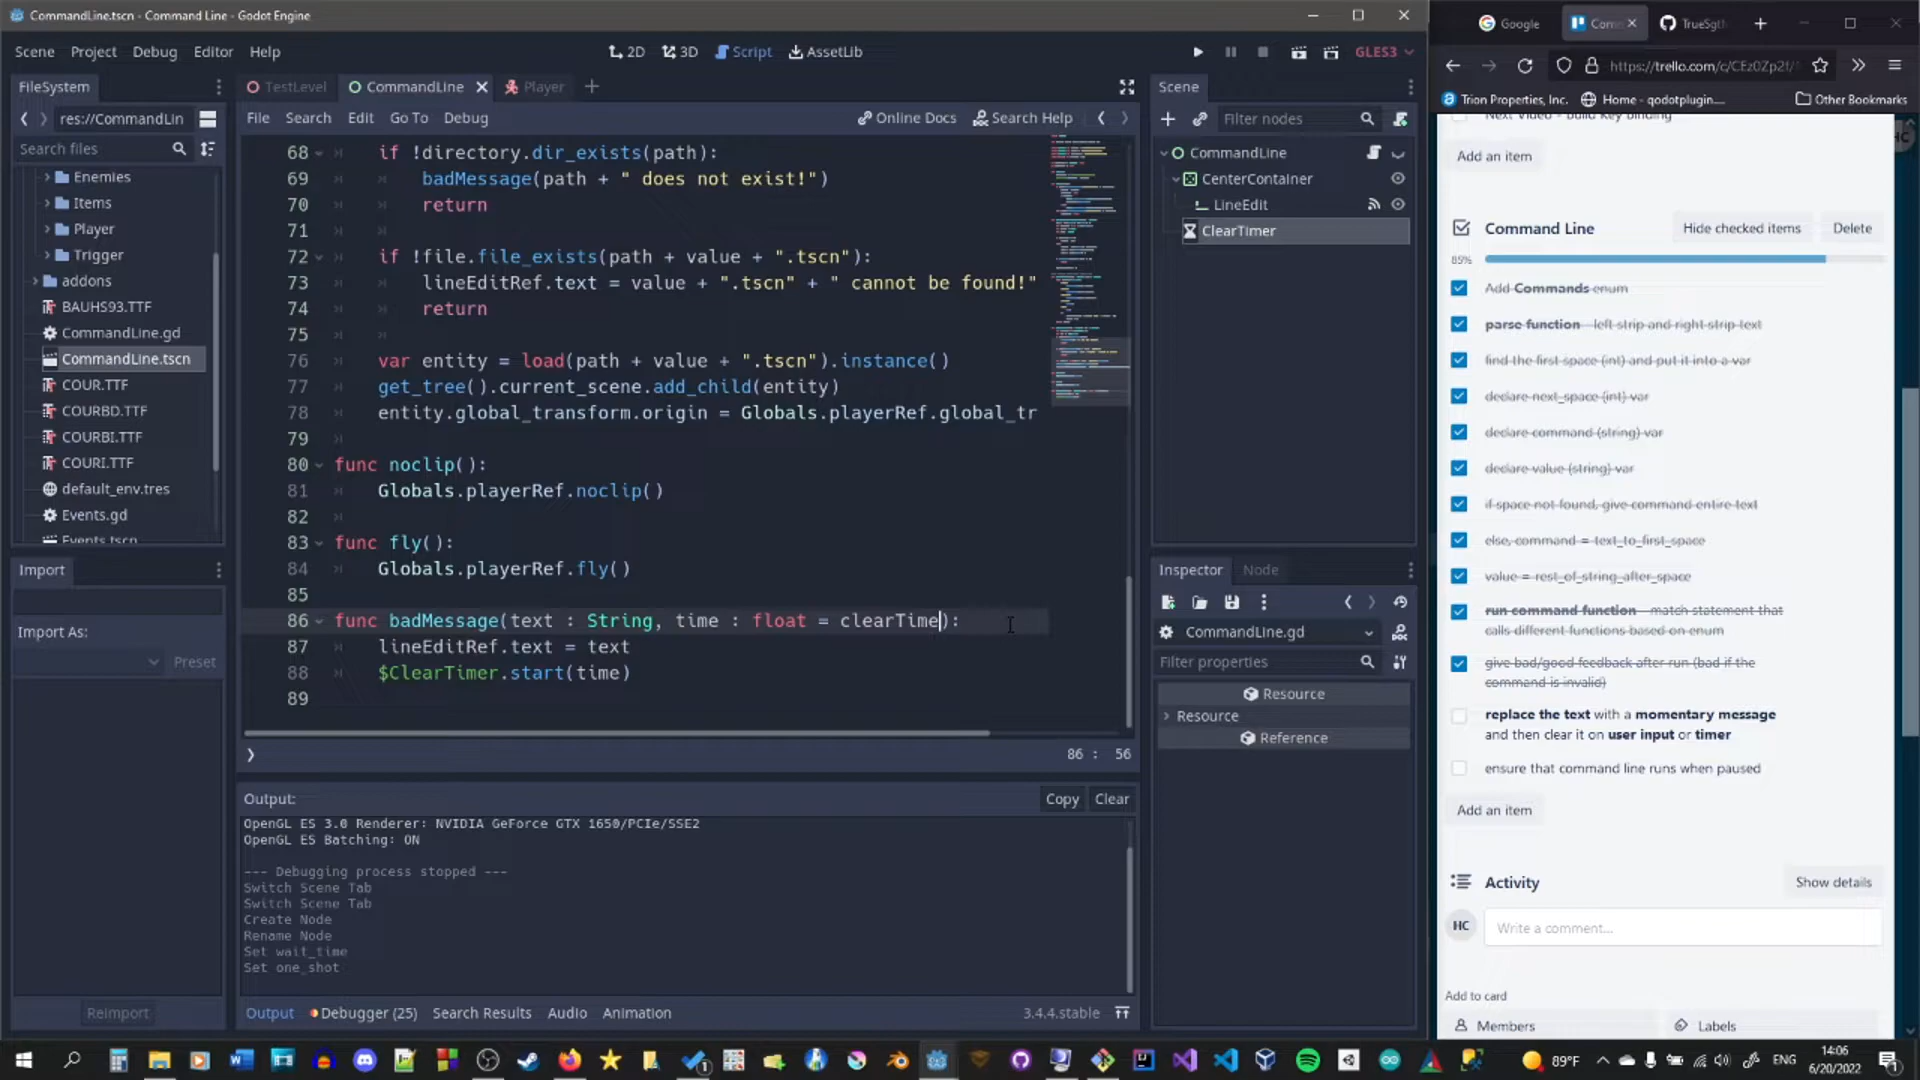 CommandLine.tscn - Command Line - Godot Engine
Scene Project Debug Editor Help
2D 3D Script AssetLib
GLES3
FileSystem
res://CommandLin
Search files
Enemies
Items
Player
Trigger
addons
BAUHS93.TTF
CommandLine.gd
CommandLine.tscn
COUR.TTF
COURBD.TTF
COURBI.TTF
COURI.TTF
default_env.tres
Events.gd
Events.tscn
Import
Import As:
Preset
Reimport
TestLevel CommandLine Player
File Search Edit Go To Debug
Online Docs Search Help
68 if !directory.dir_exists(path):
69 badMessage(path + " does not exist!")
70 return
71
72 if !file.file_exists(path + value + ".tscn"):
73 lineEditRef.text = value + ".tscn" + " cannot be found!"
74 return
75
76 var entity = load(path + value + ".tscn").instance()
77 get_tree().current_scene.add_child(entity)
78 entity.global_transform.origin = Globals.playerRef.global_tr
79
80 func noclip():
81 Globals.playerRef.noclip()
82
83 func fly():
84 Globals.playerRef.fly()
85
86 func badMessage(text : String, time : float = clearTime):
87 lineEditRef.text = text
88 $ClearTimer.start(time)
89
86 : 56
Output:
Copy Clear
OpenGL ES 3.0 Renderer: NVIDIA GeForce GTX 1650/PCIe/SSE2
OpenGL ES Batching: ON
--- Debugging process stopped ---
Switch Scene Tab
Switch Scene Tab
Create Node
Rename Node
Set wait_time
Set one_shot
Output Debugger (25) Search Results Audio Animation
3.4.4.stable
Scene
Filter nodes
CommandLine
CenterContainer
LineEdit
ClearTimer
Inspector Node
CommandLine.gd
Filter properties
Resource
Resource
Reference
Google Com TrueSgt
https://trello.com/c/CEz0Zp2f/
Trion Properties, Inc. Home - qodotplugin....
Other Bookmarks
Next Video - build Key binding
Add an item
HC
Command Line
Hide checked items Delete
85%
Add Commands enum
parse function - left strip and right strip text
find the first space (int) and put it into a var
declare next_space (int) var
declare command (string) var
declare value (string) var
if space not found, give command entire text
else, command = text_to_first_space
value = rest_of_string_after_space
run command function - match statement that
calls different functions based on enum
give bad/good feedback after run (bad if the
command is invalid)
replace the text with a momentary message
and then clear it on user input or timer
ensure that command line runs when paused
Add an item
Activity
Show details
HC
Write a comment...
Add to card
Members
Labels
89°F
ENG
14:06
6/20/2022